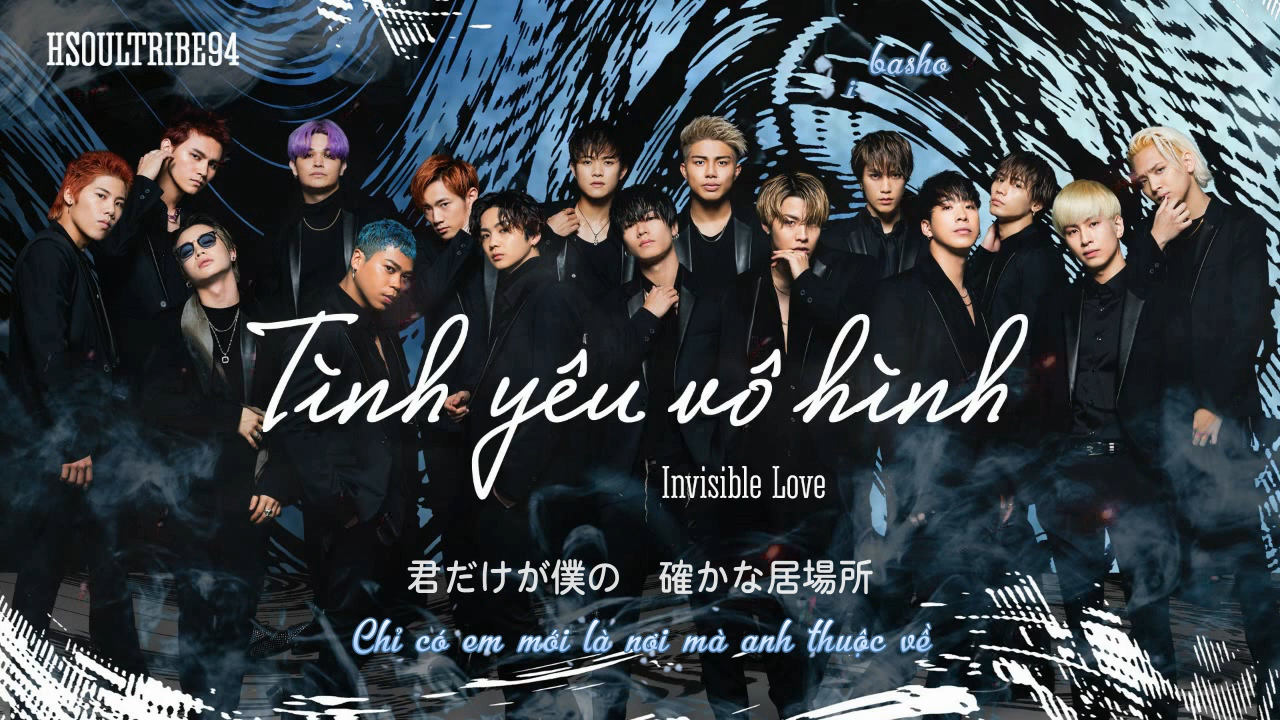 HSOULTRIBE94
basho
i
Tình yêu vô hình
Invisible Love
君だけが僕の 確かな居場所
Chỉ có em mới là nơi mà anh thuộc về